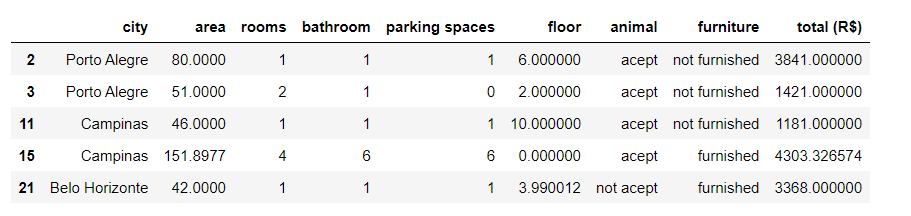 city area rooms bathroom parking spaces floor animal furniture total (R$)
2 Porto Alegre 80.0000 1 1 1 6.000000 acept not furnished 3841.000000
3 Porto Alegre 51.0000 2 1 0 2.000000 acept not furnished 1421.000000
11 Campinas 46.0000 1 1 1 10.000000 acept not furnished 1181.000000
15 Campinas 151.8977 4 6 6 0.000000 acept furnished 4303.326574
21 Belo Horizonte 42.0000 1 1 1 3.990012 not acept furnished 3368.000000